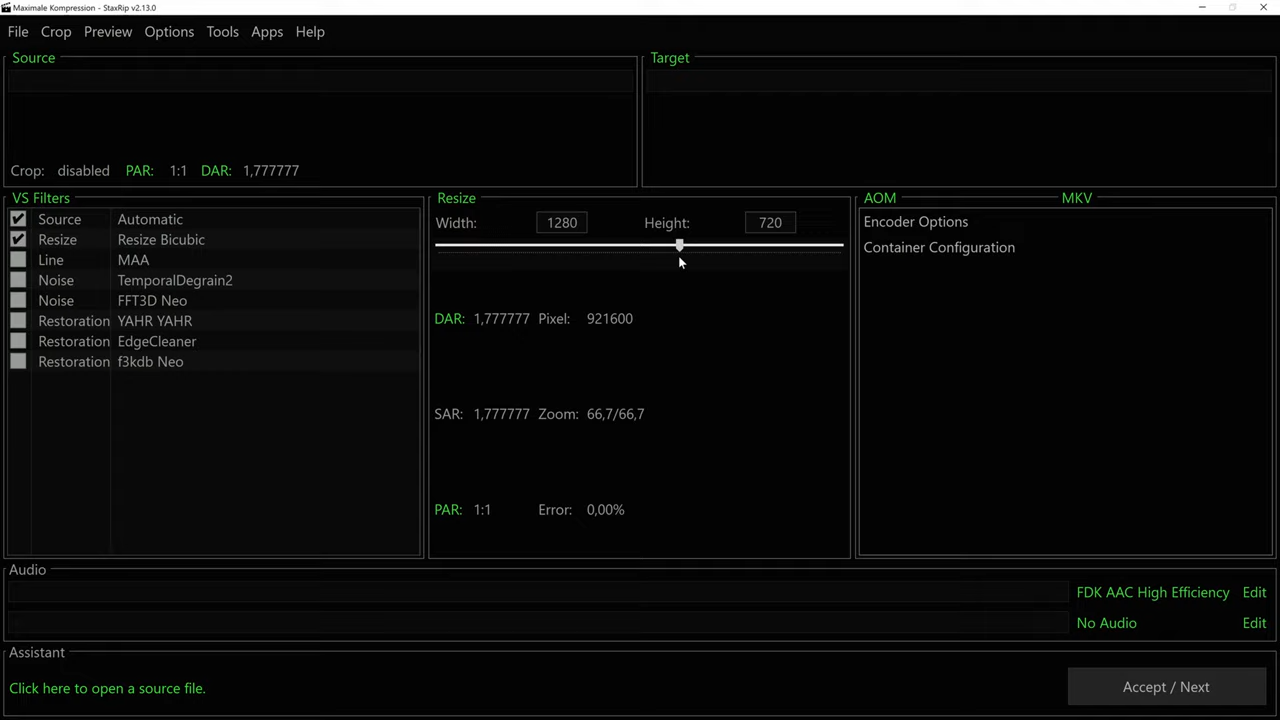 Maximale Kompression - StaxRip v2.13.0
File Crop Preview Options Tools Apps Help
Source
Target
Crop: disabled PAR: 1:1 DAR: 1,777777
VS Filters
Source Automatic
Resize Resize Bicubic
Line MAA
Noise TemporalDegrain2
Noise FFT3D Neo
Restoration YAHR YAHR
Restoration EdgeCleaner
Restoration f3kdb Neo
Resize
Width: 1280 Height: 720
DAR: 1,777777 Pixel: 921600
SAR: 1,777777 Zoom: 66,7/66,7
PAR: 1:1 Error: 0,00%
AOM MKV
Encoder Options
Container Configuration
Audio
FDK AAC High Efficiency Edit
No Audio Edit
Assistant
Click here to open a source file.
Accept / Next